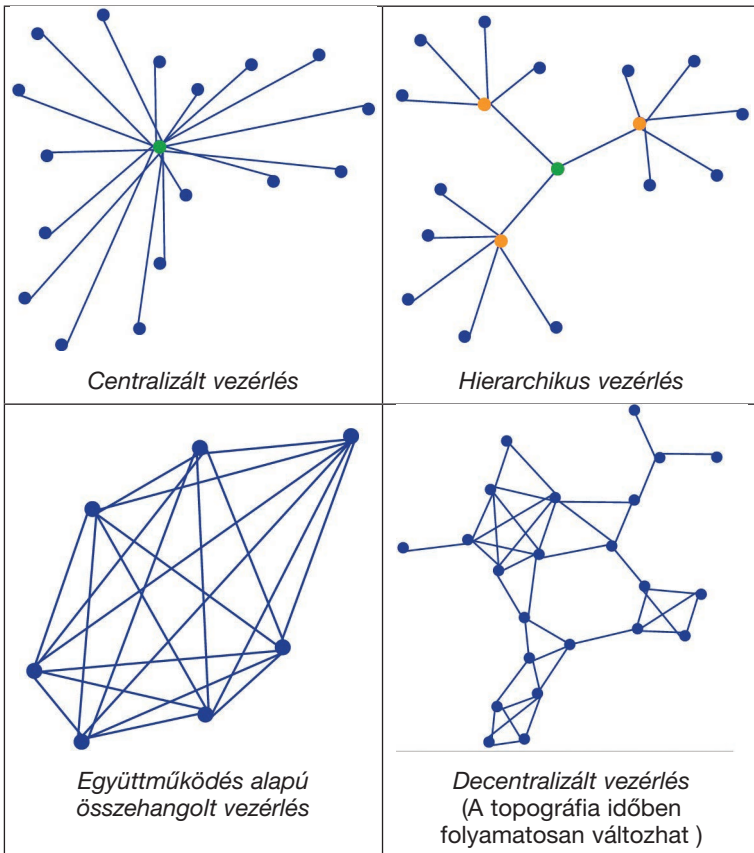 Centralizált vezérlés
Hierarchikus vezérlés
Együttműködés alapú
összehangolt vezérlés
Decentralizált vezérlés
(A topográfia időben
folyamatosan változhat )